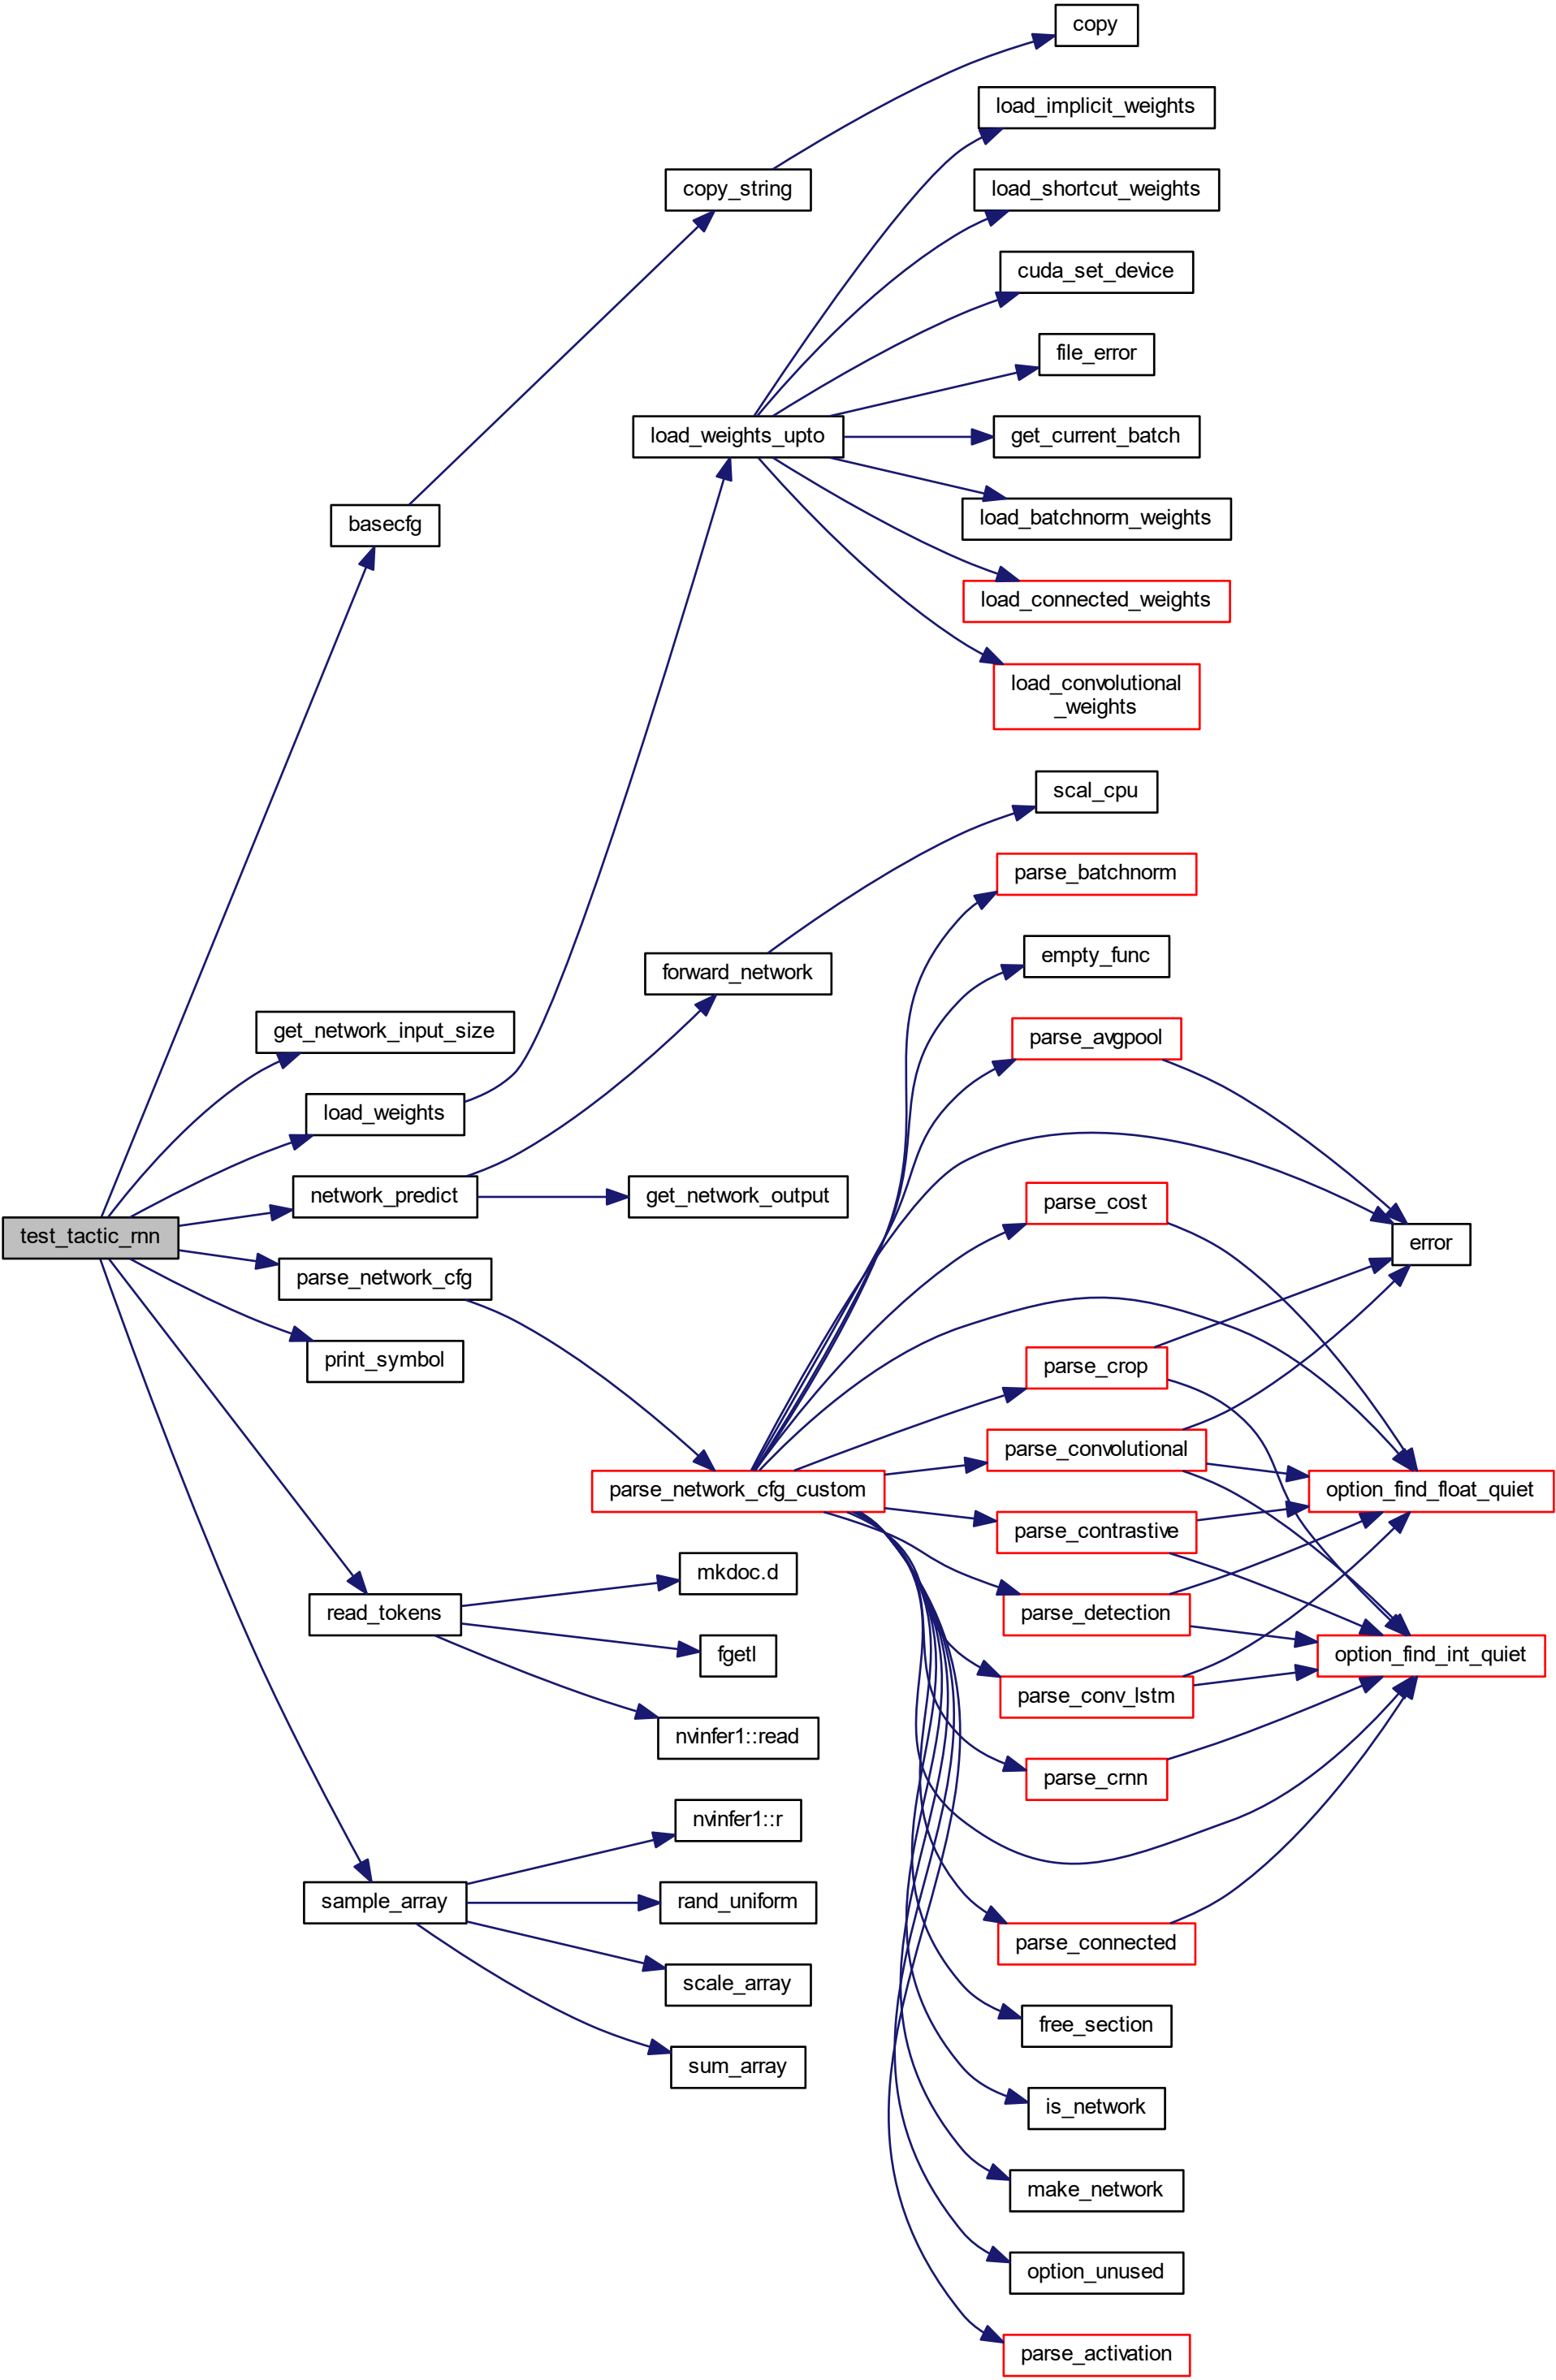 copy
load_implicit_weights
copy_string
load_shortcut_weights
cuda_set_device
file_error
load_weights_upto
get_current_batch
basecfg
load_batchnorm_weights
load_connected_weights
load_convolutional
_weights
scal_cpu
parse_batchnorm
forward_network
empty_func
get_network_input_size
parse_avgpool
load_weights
network_predict
get_network_output
parse_cost
test_tactic_rnn
error
parse_network_cfg
print_symbol
parse_crop
parse_convolutional
parse_network_cfg_custom
option_find_float_quiet
parse_contrastive
mkdoc.d
read_tokens
parse_detection
fgetl
option_find_int_quiet
parse_conv_lstm
nvinfer1::read
parse_crnn
nvinfer1::r
sample_array
rand_uniform
parse_connected
scale_array
free_section
sum_array
is_network
make_network
option_unused
parse_activation